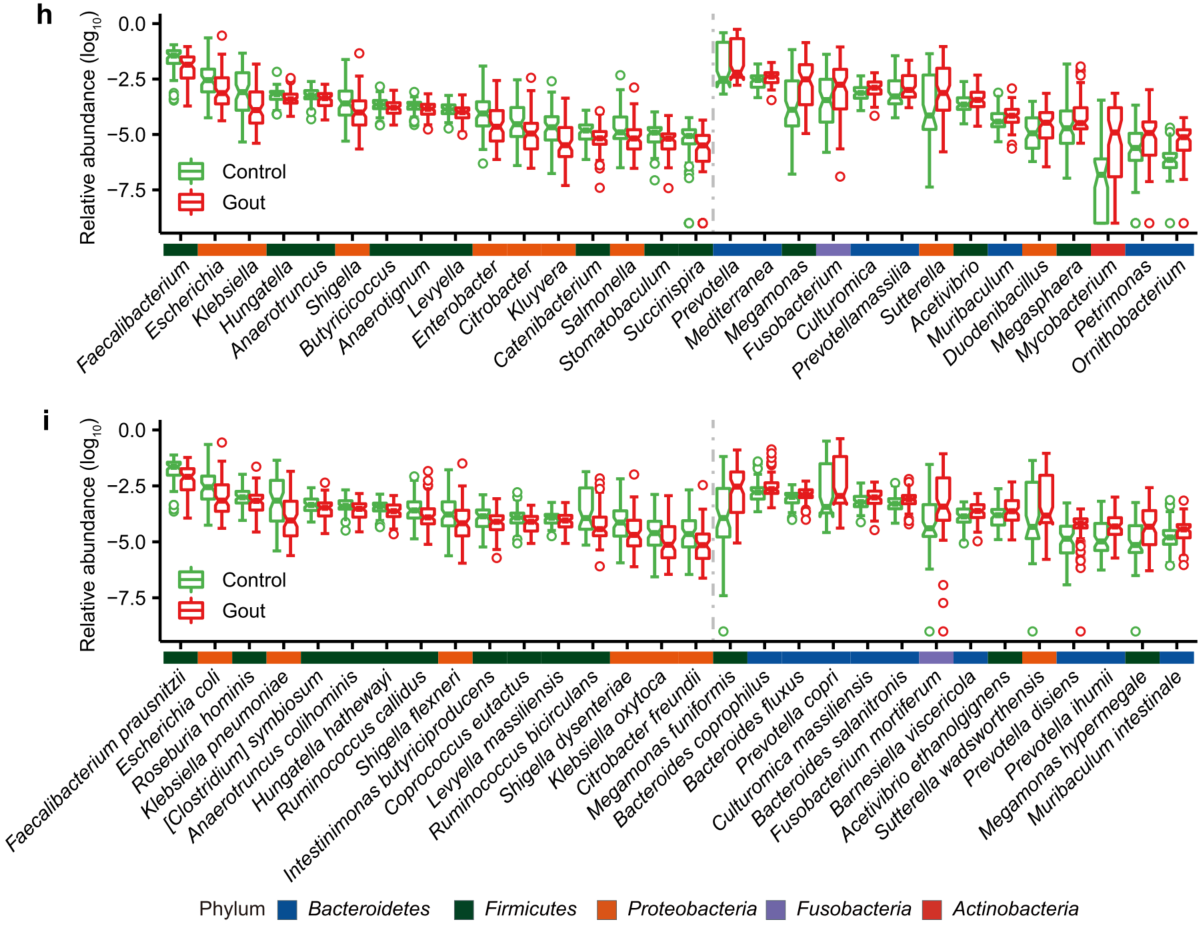 h
Relative abundance (log10)
0.0
−2.5
−5.0
−7.5
Control
Gout
Faecalibacterium
Escherichia
Klebsiella
Hungatella
Anaerotruncus
Shigella
Butyricicoccus
Anaerotignum
Levyella
Enterobacter
Citrobacter
Kluyvera
Catenibacterium
Salmonella
Stomatobaculum
Succinispira
Prevotella
Mediterranea
Megamonas
Fusobacterium
Culturomica
Prevotellamassilia
Sutterella
Acetivibrio
Muribaculum
Duodenibacillus
Megasphaera
Mycobacterium
Petrimonas
Ornithobacterium
i
Relative abundance (log10)
0.0
−2.5
−5.0
−7.5
Control
Gout
Faecalibacterium prausnitzii
Escherichia coli
Roseburia hominis
Klebsiella pneumoniae
[Clostridium] symbiosum
Anaerotruncus colihominis
Hungatella hathewayi
Ruminococcus callidus
Shigella flexneri
Intestinimonas butyriciproducens
Coprococcus eutactus
Levyella massiliensis
Ruminococcus bicirculans
Shigella dysenteriae
Klebsiella oxytoca
Citrobacter freundii
Megamonas funiformis
Bacteroides coprophilus
Bacteroides fluxus
Prevotella copri
Culturomica massiliensis
Bacteroides salanitronis
Fusobacterium mortiferum
Barnesiella viscericola
Acetivibrio ethanolgignens
Sutterella wadsworthensis
Prevotella disiens
Prevotella ihumii
Megamonas hypermegale
Muribaculum intestinale
Phylum Bacteroidetes Firmicutes Proteobacteria Fusobacteria Actinobacteria